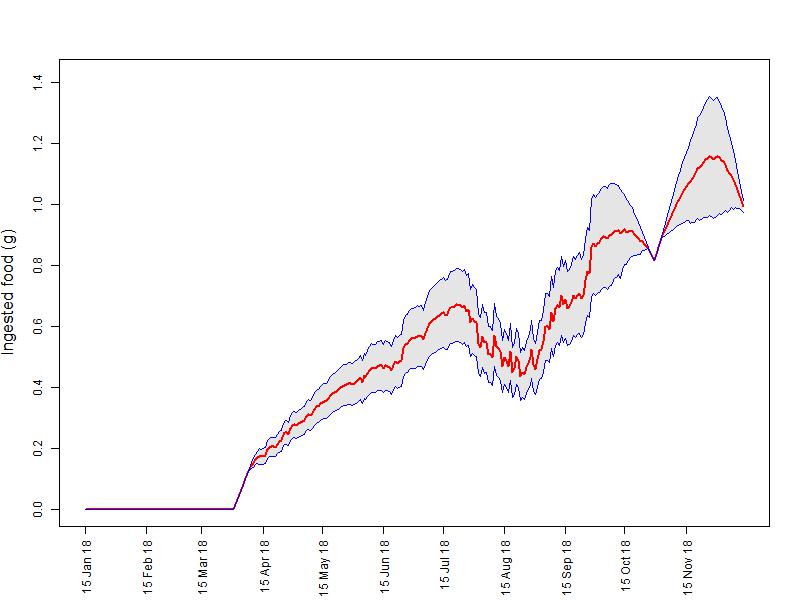 Ingested food (g)
1.4
1.2
1.0
0.8
0.6
0.4
0.2
0.0
15 Jan 18
15 Feb 18
15 Mar 18
15 Apr 18
15 May 18
15 Jun 18
15 Jul 18
15 Aug 18
15 Sep 18
15 Oct 18
15 Nov 18